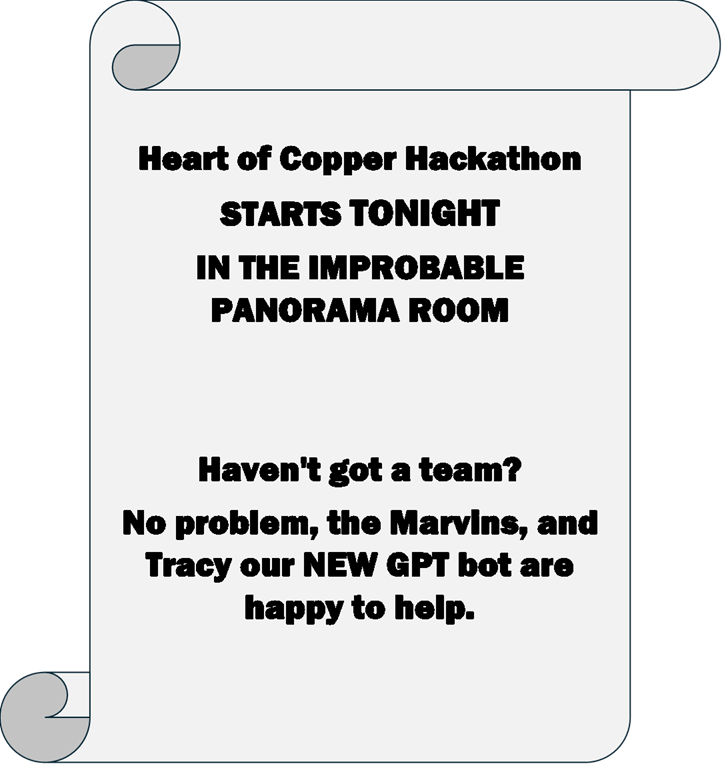 Heart of Copper Hackathon
STARTS TONIGHT
IN THE IMPROBABLE
PANORAMA ROOM
Haven't got a team?
No problem, the Marvins, and
Tracy our NEW GPT bot are
happy to help.